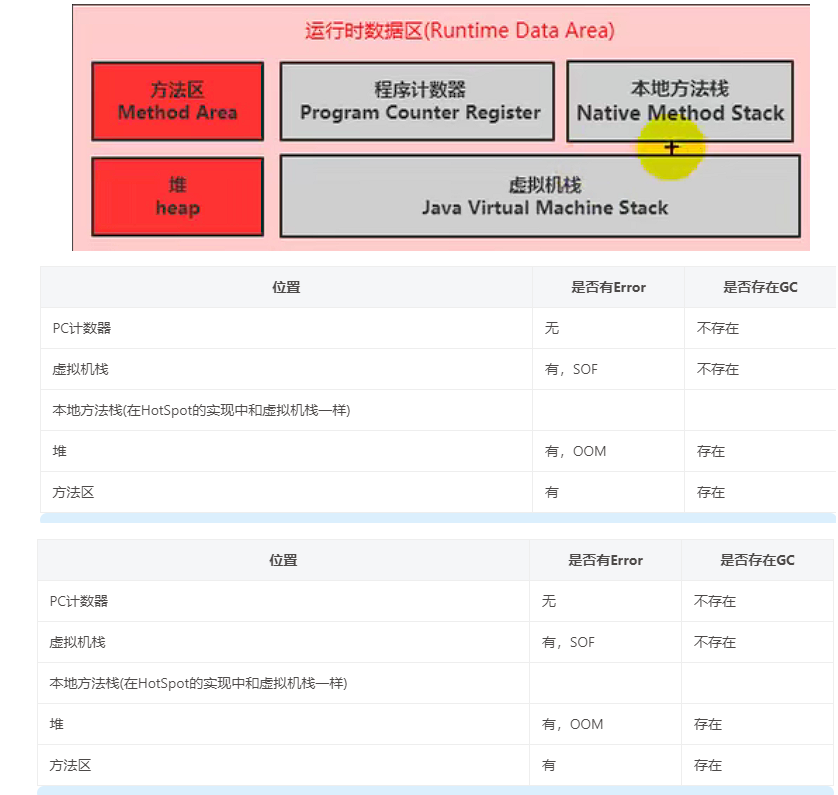 运行时数据区(Runtime Data Area)
方法区 程序计数器 本地方法栈
Method Area Program Counter Register Native Method Stack
堆 虚拟机栈
heap Java Virtual Machine Stack
位置 是否有Error 是否存在GC
PC计数器 无 不存在
虚拟机栈 有，SOF 不存在
本地方法栈(在HotSpot的实现中和虚拟机栈一样)
堆 有，OOM 存在
方法区 有 存在
位置 是否有Error 是否存在GC
PC计数器 无 不存在
虚拟机栈 有，SOF 不存在
本地方法栈(在HotSpot的实现中和虚拟机栈一样)
堆 有，OOM 存在
方法区 有 存在